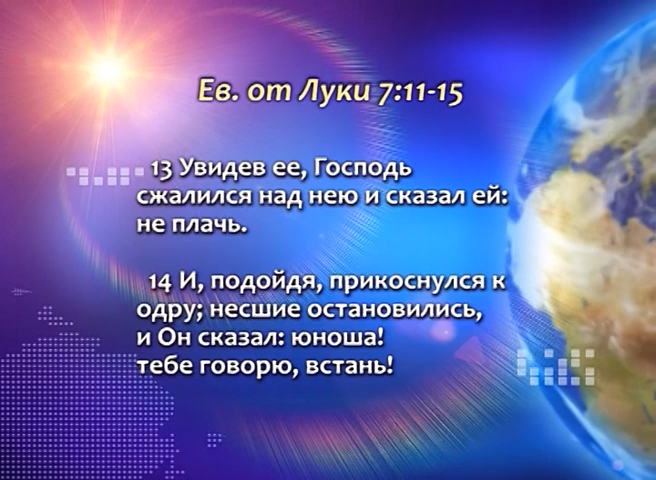 Ев. от Луки 7:11-15
13 Увидев ее, Господь
сжалился над нею и сказал ей:
не плачь.
14 И, подойдя, прикоснулся к
одру; несшие остановились,
и Он сказал: юноша!
тебе говорю, встань!